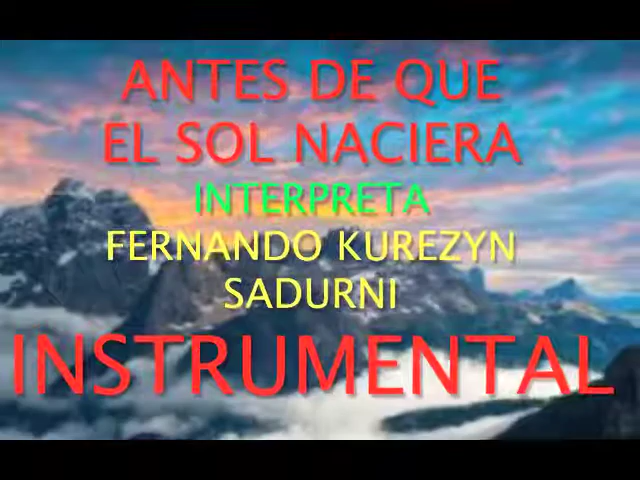 ANTES DE QUE
EL SOL NACIERA
INTERPRETA
FERNANDO KUREZYN
SADURNI
INSTRUMENTAL